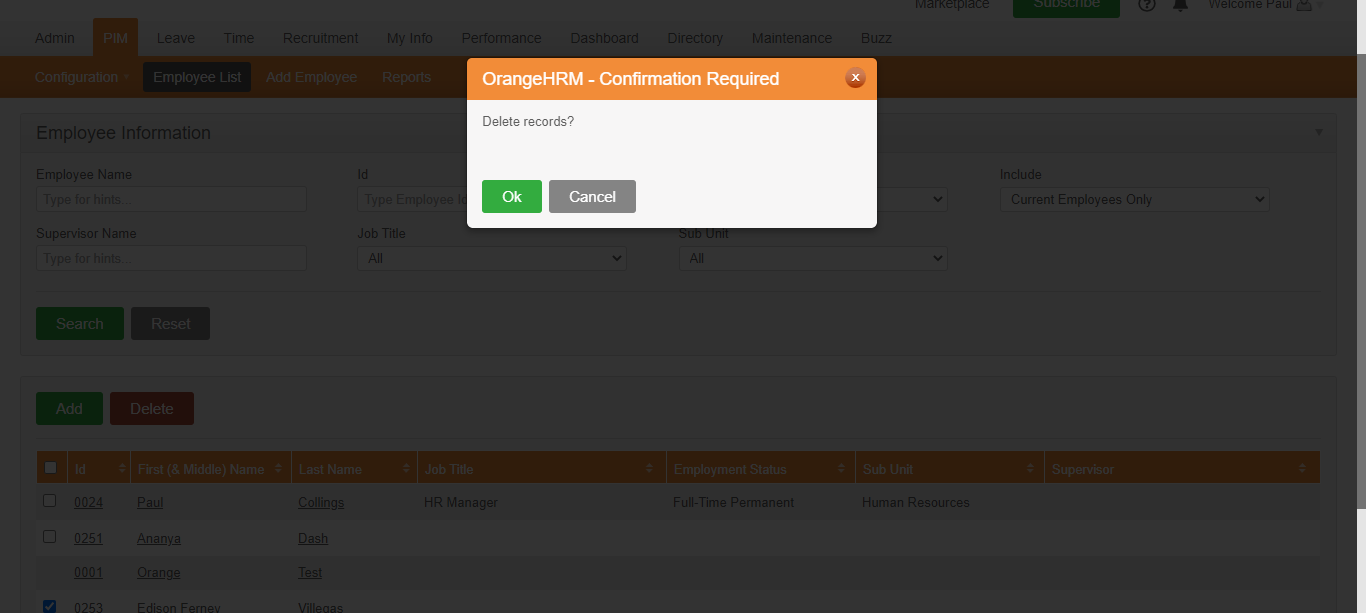 Marketplace Subscribe Welcome Paul
Admin PIM Leave Time Recruitment My Info Performance Dashboard Directory Maintenance Buzz
Configuration Employee List Add Employee Reports
OrangeHRM - Confirmation Required x
Delete records?
Ok Cancel
Employee Information
Employee Name Id Include
Type for hints... Type Employee Id Current Employees Only
Supervisor Name Job Title Sub Unit
Type for hints... All All
Search Reset
Add Delete
Id First (& Middle) Name Last Name Job Title Employment Status Sub Unit Supervisor
0024 Paul Collings HR Manager Full-Time Permanent Human Resources
0251 Ananya Dash
0001 Orange Test
0253 Edison Ferney Villegas